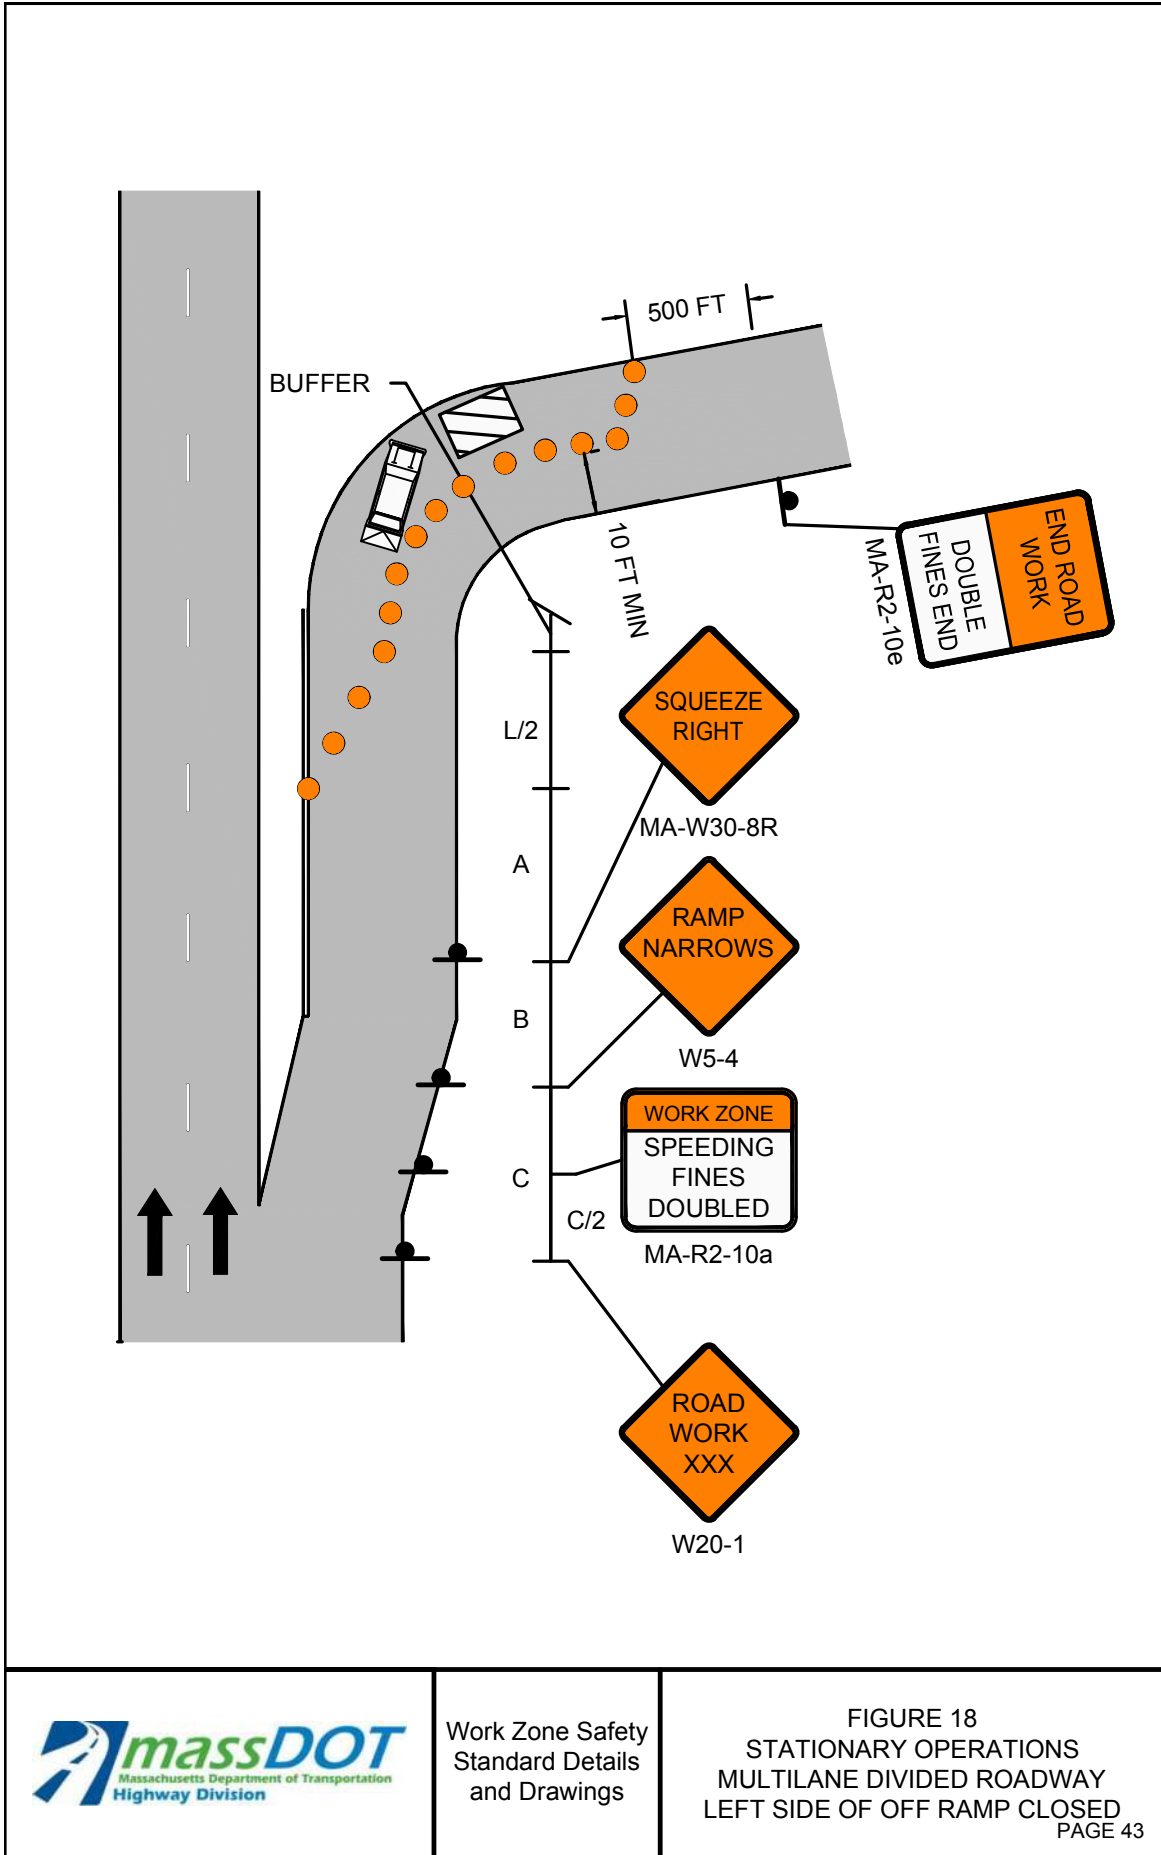 500 FT
BUFFER
10 FT MIN
END ROAD
WORK
DOUBLE
FINES END
MA-R2-10e
L/2
SQUEEZE
RIGHT
MA-W30-8R
A
RAMP
NARROWS
W5-4
B
WORK ZONE
SPEEDING
FINES
DOUBLED
MA-R2-10a
C
C/2
ROAD
WORK
XXX
W20-1
massDOT
Massachusetts Department of Transportation
Highway Division
Work Zone Safety
Standard Details
and Drawings
FIGURE 18
STATIONARY OPERATIONS
MULTILANE DIVIDED ROADWAY
LEFT SIDE OF OFF RAMP CLOSED
PAGE 43